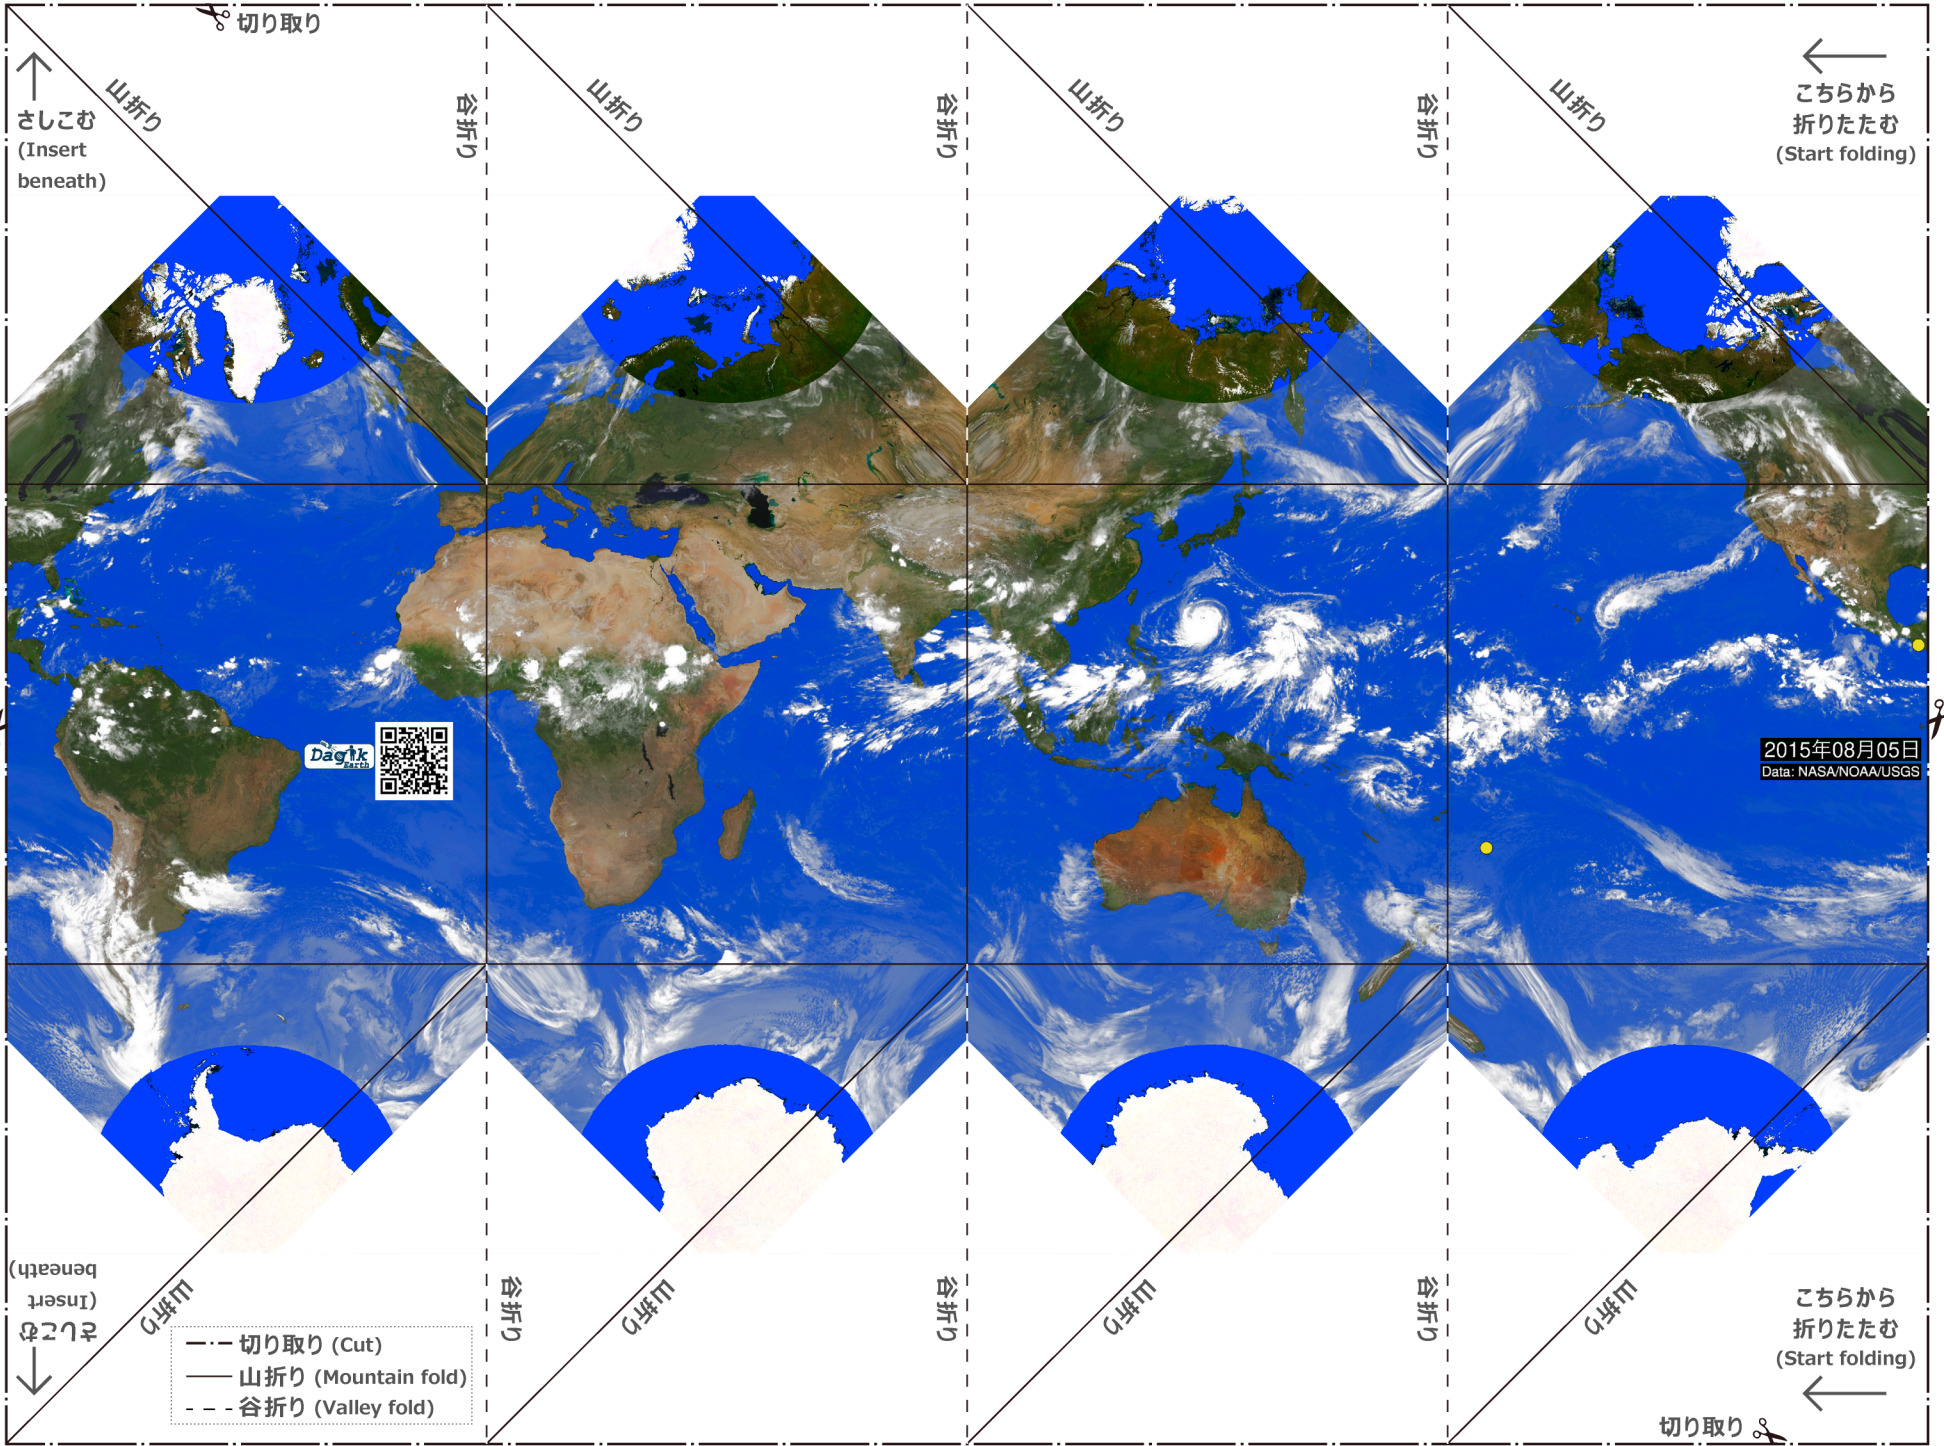 切り取り
山折り
谷折り
山折り
谷折り
山折り
谷折り
山折り
さしこむ
(Insert
beneath)
こちらから
折りたたむ
(Start folding)
Dagik
Earth
2015年08月05日
Data: NASA/NOAA/USGS
さしこむ
(Insert
beneath)
山折り
谷折り
山折り
谷折り
山折り
谷折り
山折り
切り取り (Cut)
山折り (Mountain fold)
谷折り (Valley fold)
こちらから
折りたたむ
(Start folding)
切り取り